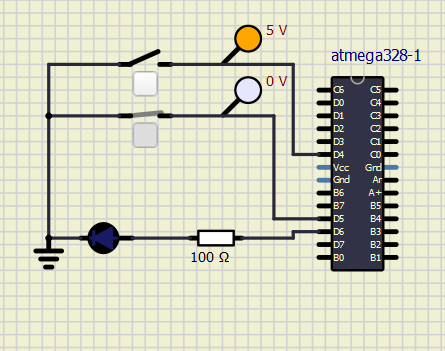 5 V
atmega328-1
0 V
C6 C5
D0 C4
D1 C3
D2 C2
D3 C1
D4 C0
Vcc Gnd
Gnd Ar
B6 A+
B7 B5
D5 B4
D6 B3
D7 B2
B0 B1
100 Ω